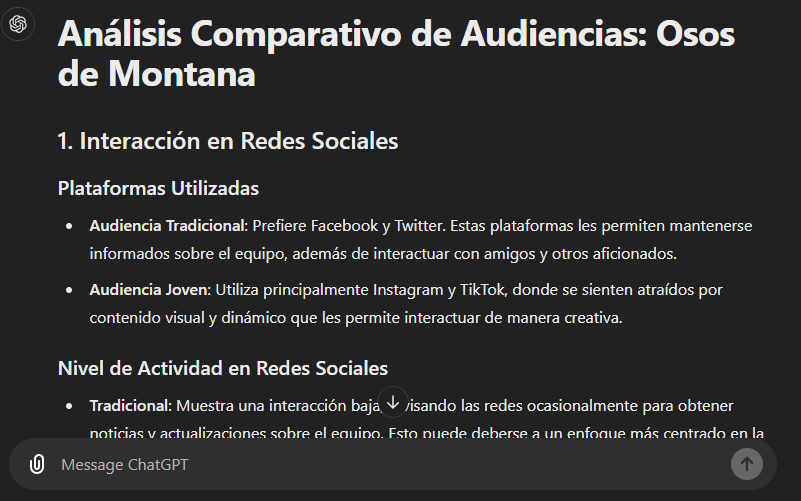 Análisis Comparativo de Audiencias: Osos
de Montana
1. Interacción en Redes Sociales
Plataformas Utilizadas
Audiencia Tradicional: Prefiere Facebook y Twitter. Estas plataformas les permiten mantenerse
informados sobre el equipo, además de interactuar con amigos y otros aficionados.
Audiencia Joven: Utiliza principalmente Instagram y TikTok, donde se sienten atraídos por
contenido visual y dinámico que les permite interactuar de manera creativa.
Nivel de Actividad en Redes Sociales
Tradicional: Muestra una interacción baja, visando las redes ocasionalmente para obtener
noticias y actualizaciones sobre el equipo. Esto puede deberse a un enfoque más centrado en la
Message ChatGPT